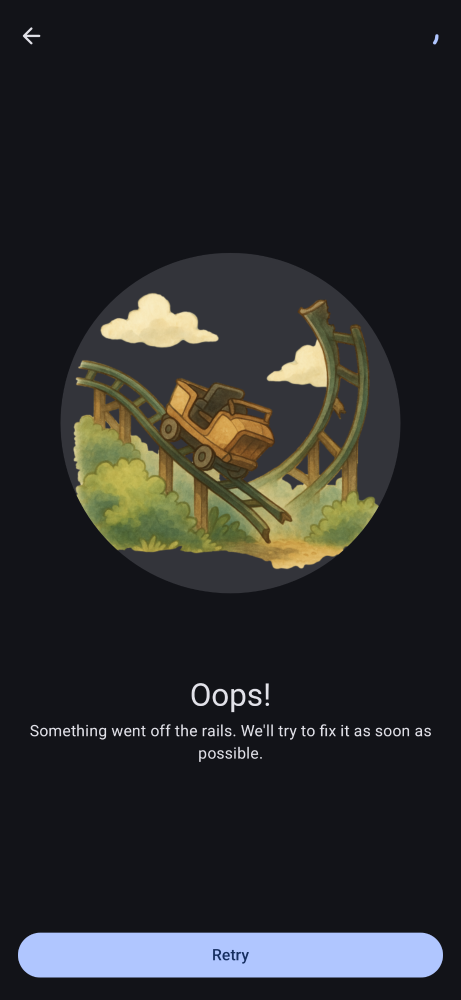 Oops!
Something went off the rails. We'll try to fix it as soon as
possible.
Retry